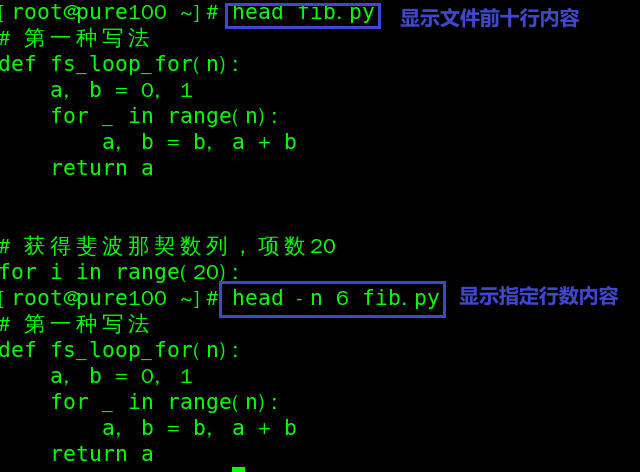 [root@pure100 ~]# head fib.py 显示文件前十行内容
# 第一种写法
def fs_loop_for(n):
    a, b = 0, 1
    for _ in range(n):
        a, b = b, a + b
    return a
# 获得斐波那契数列，项数20
for i in range(20):
[root@pure100 ~]# head -n 6 fib.py 显示指定行数内容
# 第一种写法
def fs_loop_for(n):
    a, b = 0, 1
    for _ in range(n):
        a, b = b, a + b
    return a